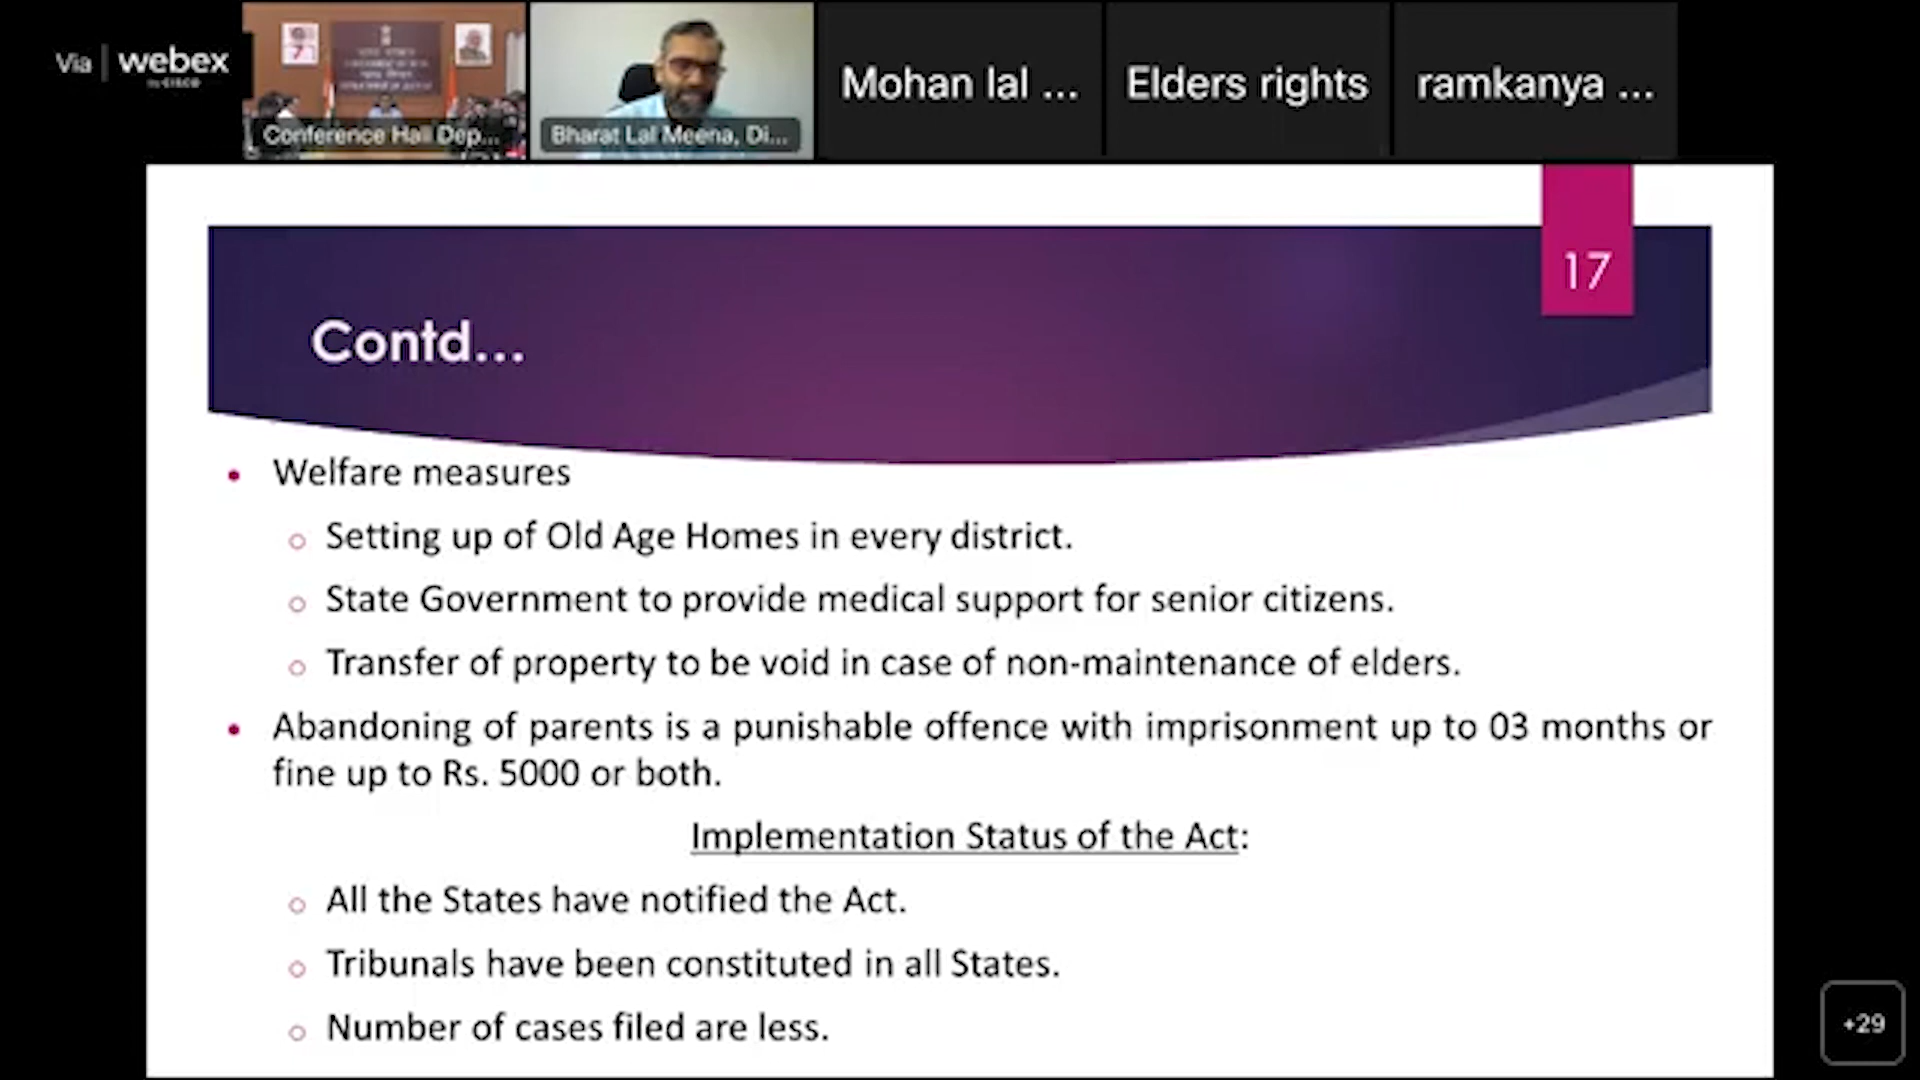 Via webex
by CISCO
Conference Hall Dep...
Bharat Lal Meena, Di...
Mohan lal ...
Elders rights
ramkanya ...
17
Contd...
• Welfare measures
o Setting up of Old Age Homes in every district.
o State Government to provide medical support for senior citizens.
o Transfer of property to be void in case of non-maintenance of elders.
• Abandoning of parents is a punishable offence with imprisonment up to 03 months or
fine up to Rs. 5000 or both.
Implementation Status of the Act:
o All the States have notified the Act.
o Tribunals have been constituted in all States.
o Number of cases filed are less.
+29